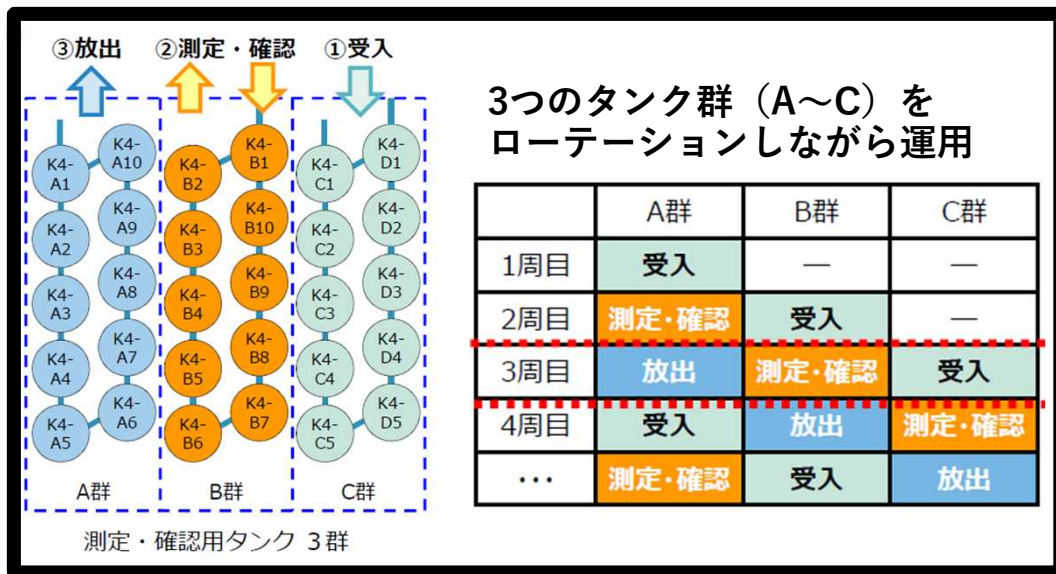 ③放出 ②測定・確認 ①受入
K4-
A1
K4-
A2
K4-
A3
K4-
A4
K4-
A5
K4-
A10
K4-
A9
K4-
A8
K4-
A7
K4-
A6
K4-
B2
K4-
B3
K4-
B4
K4-
B5
K4-
B6
K4-
B1
K4-
B10
K4-
B9
K4-
B8
K4-
B7
K4-
C1
K4-
C2
K4-
C3
K4-
C4
K4-
C5
K4-
D1
K4-
D2
K4-
D3
K4-
D4
K4-
D5
A群 B群 C群
測定・確認用タンク 3群
3つのタンク群（A～C）を
ローテーションしながら運用
A群 B群 C群
1周目 受入 — —
2周目 測定・確認 受入 —
3周目 放出 測定・確認 受入
4周目 受入 放出 測定・確認
･･･ 測定・確認 受入 放出